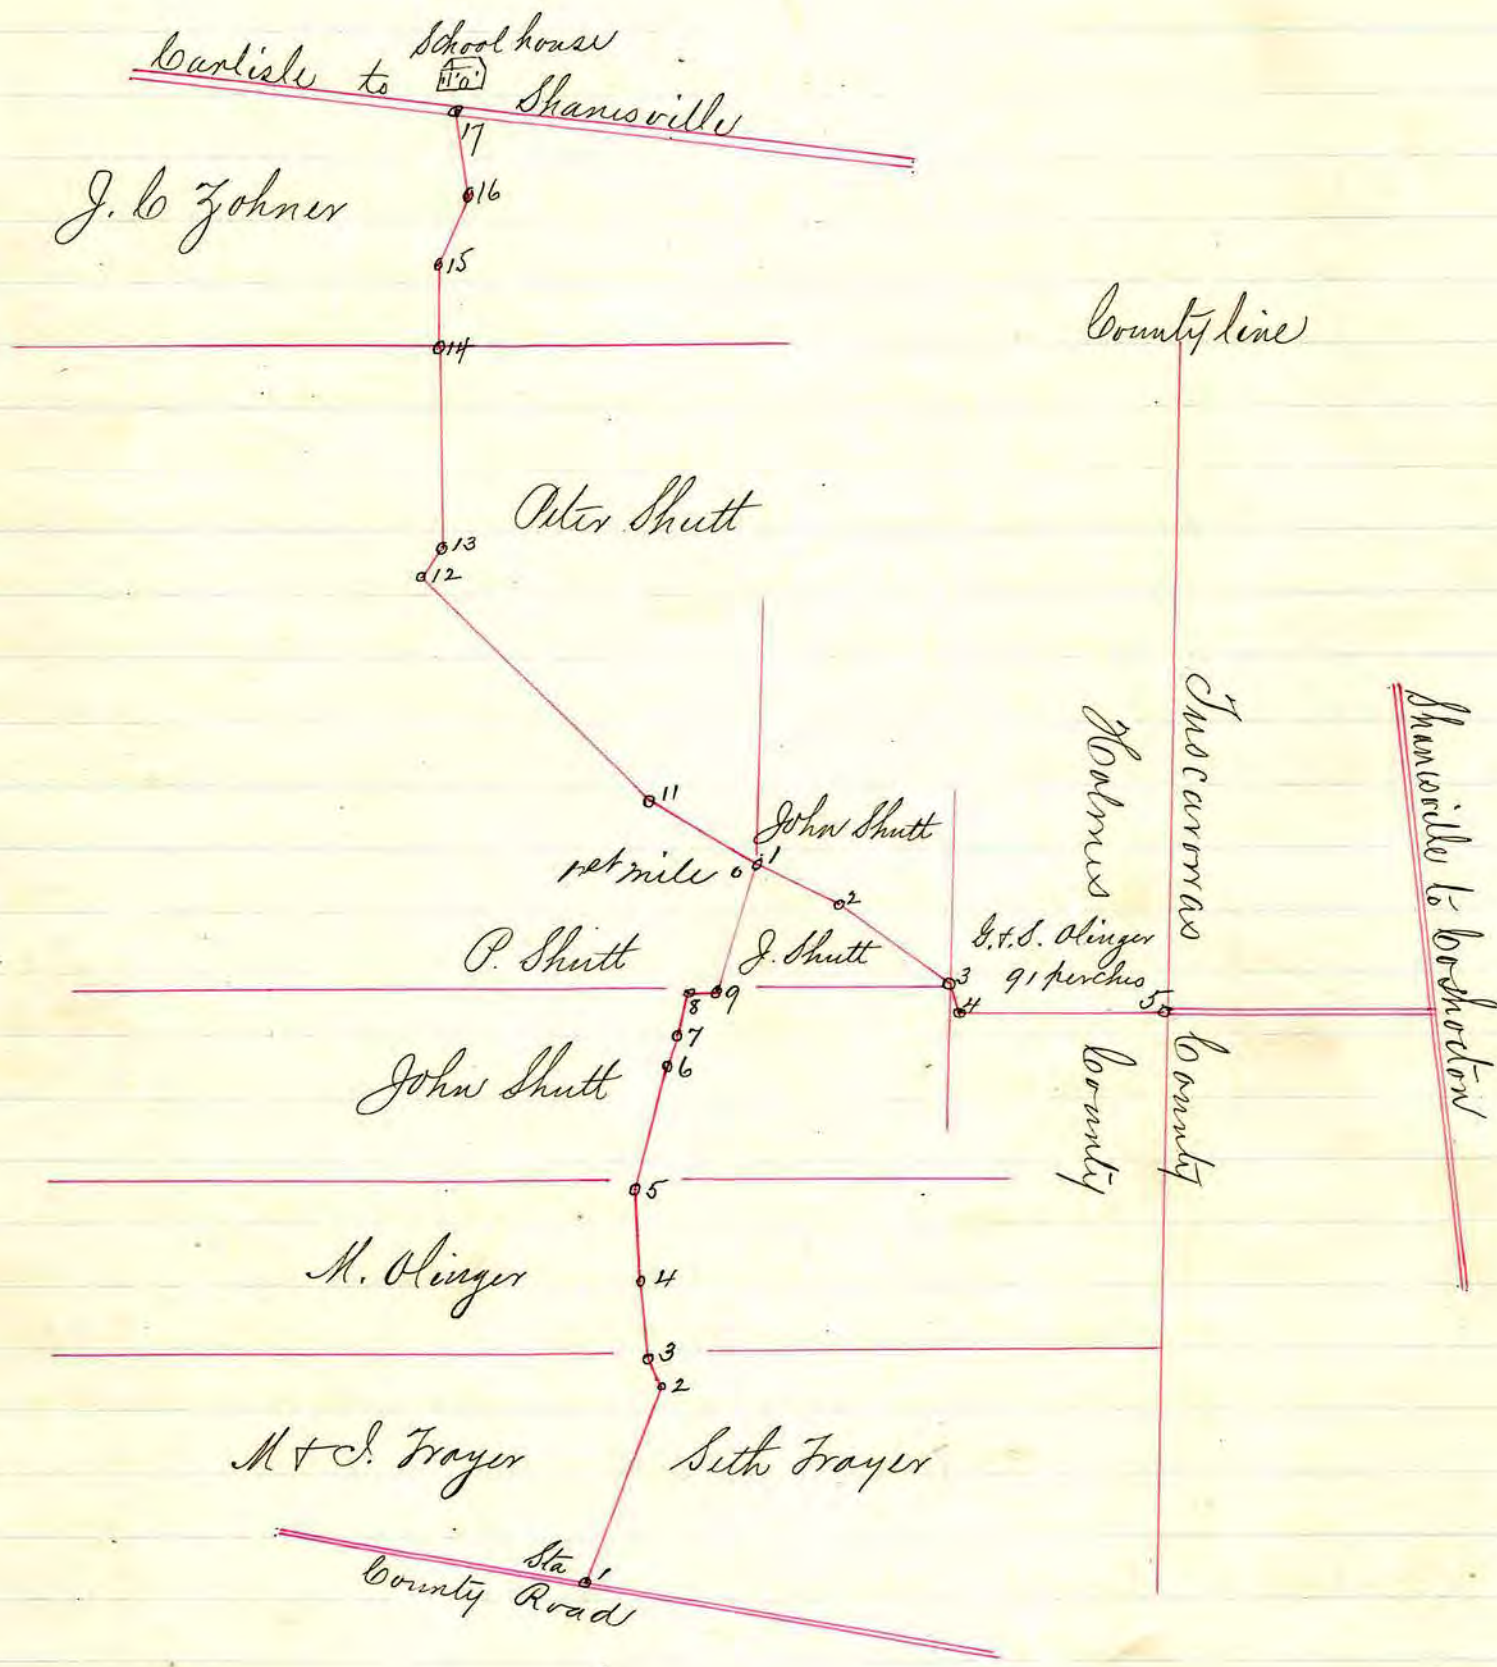 School house
Carlisle to Shanesville
17
16
J. C Zohner
15
14
County line
Peter Shutt
13
12
Tuscarawas
Holmes
Shanesville to Coshocton
11
John Shutt
1
mile
2
P. Shutt
J. Shutt
G. & S. Olinger
91 perches
3
4
5
8
9
7
6
John Shutt
County
County
5
M. Olinger
4
3
2
M & I. Frayer
Seth Frayer
Sta 1
County Road